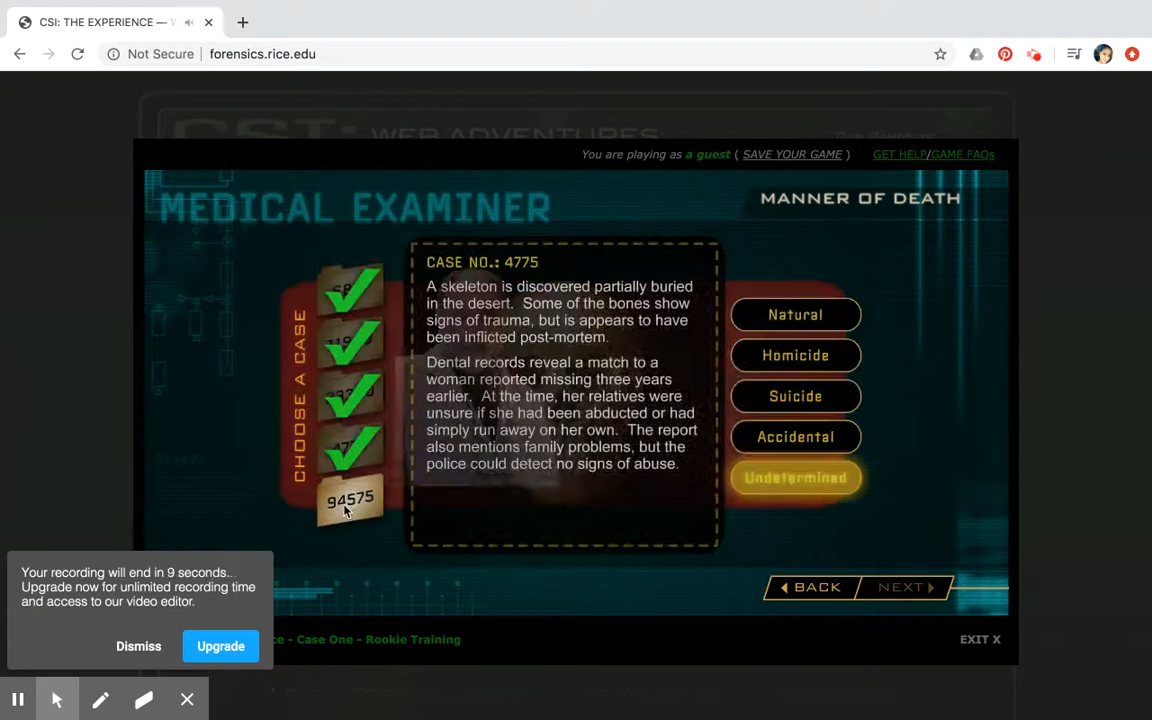 CSI: THE EXPERIENCE —
Not Secure
forensics.rice.edu
CSI: WEB ADVENTURES
You are playing as a guest ( SAVE YOUR GAME )
GET HELP/GAME FAQs
MEDICAL EXAMINER
MANNER OF DEATH
CHOOSE A CASE
94575
CASE NO.: 4775
A skeleton is discovered partially buried
in the desert. Some of the bones show
signs of trauma, but is appears to have
been inflicted post-mortem.
Dental records reveal a match to a
woman reported missing three years
earlier. At the time, her relatives were
unsure if she had been abducted or had
simply run away on her own. The report
also mentions family problems, but the
police could detect no signs of abuse.
Natural
Homicide
Suicide
Accidental
Undetermined
BACK
NEXT
Your recording will end in 9 seconds...
Upgrade now for unlimited recording time
and access to our video editor.
Dismiss
Upgrade
ce - Case One - Rookie Training
EXIT X